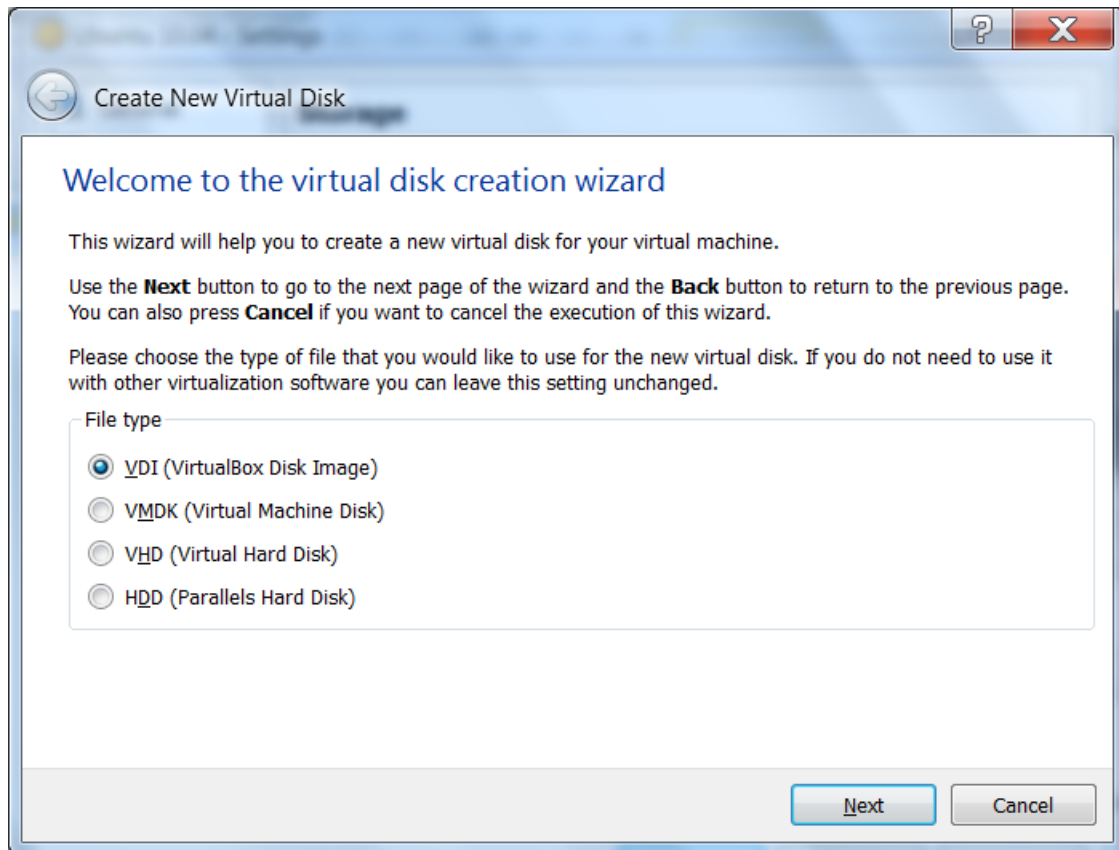 Ubuntu 10.04 - Settings
Create New Virtual Disk
Storage
Welcome to the virtual disk creation wizard
This wizard will help you to create a new virtual disk for your virtual machine.
Use the Next button to go to the next page of the wizard and the Back button to return to the previous page.
You can also press Cancel if you want to cancel the execution of this wizard.
Please choose the type of file that you would like to use for the new virtual disk. If you do not need to use it
with other virtualization software you can leave this setting unchanged.
File type
VDI (VirtualBox Disk Image)
VMDK (Virtual Machine Disk)
VHD (Virtual Hard Disk)
HDD (Parallels Hard Disk)
Next
Cancel